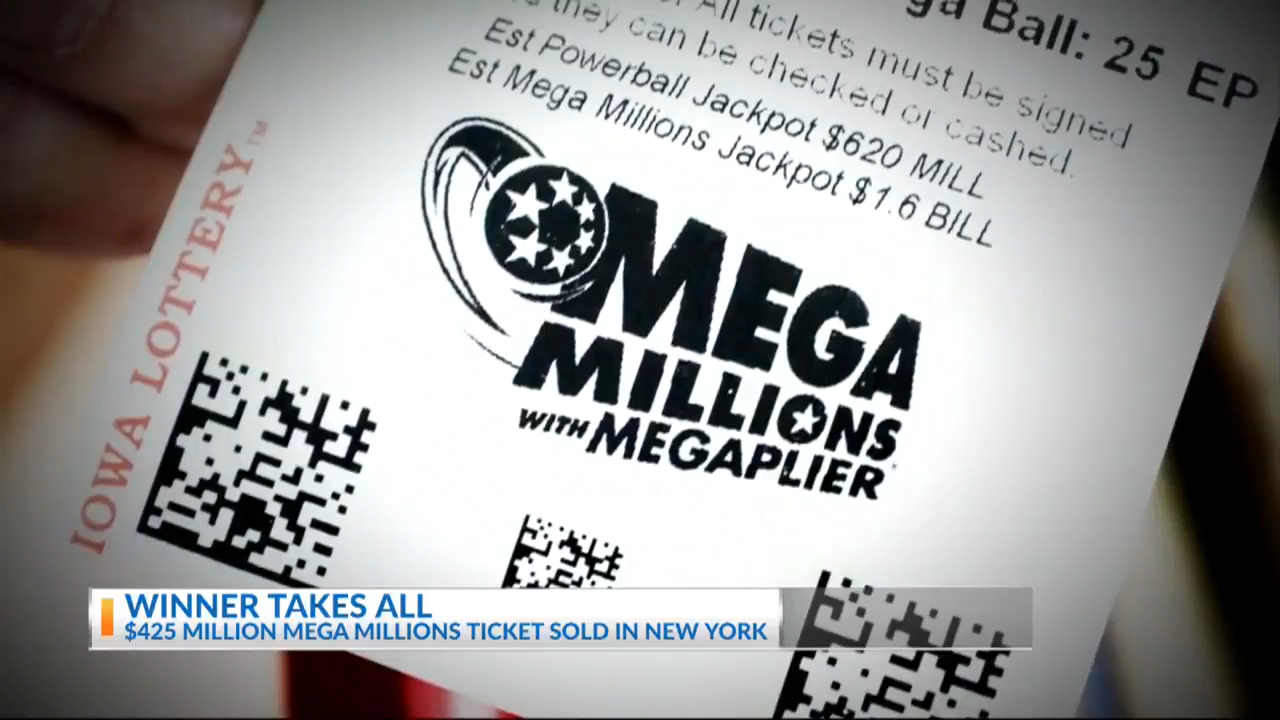 ga Ball: 25 EP
All tickets must be signed
they can be checked or cashed.
Est Powerball Jackpot $620 MILL
Est Mega Millions Jackpot $1.6 BILL
IOWA LOTTERY™
MEGA
MILLIONS
WITH MEGAPLIER
WINNER TAKES ALL
$425 MILLION MEGA MILLIONS TICKET SOLD IN NEW YORK